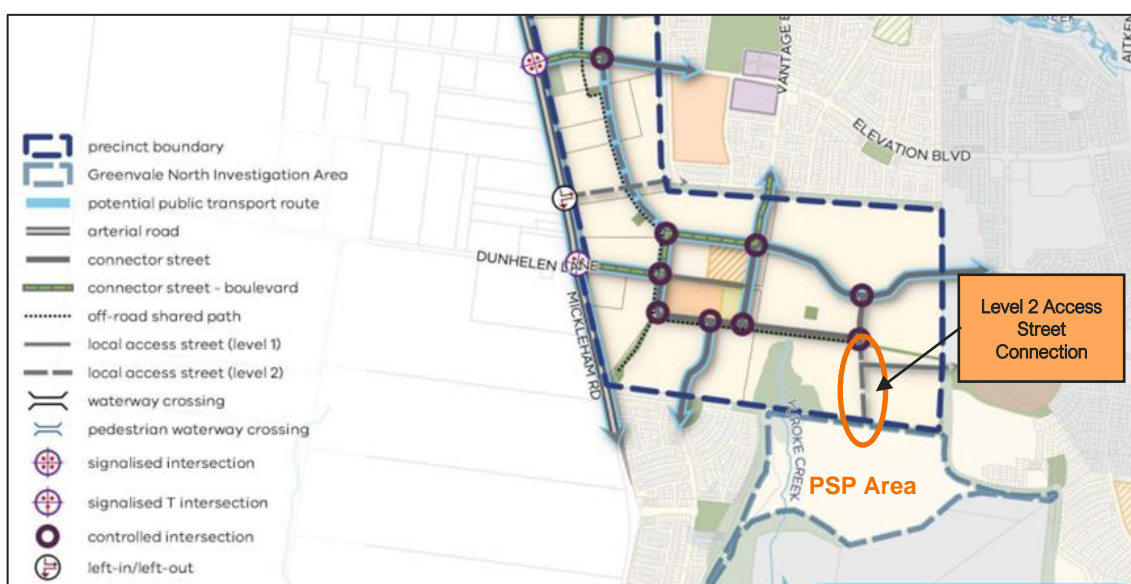 precinct boundary
Greenvale North Investigation Area
potential public transport route
arterial road
connector street
connector street - boulevard
off-road shared path
local access street (level 1)
local access street (level 2)
waterway crossing
pedestrian waterway crossing
signalised intersection
signalised T intersection
controlled intersection
left-in/left-out
VANTAGE B
AITKEN
ELEVATION BLVD
DUNHELEN LANE
MICKLEHAM RD
Level 2 Access
Street
Connection
PSP Area